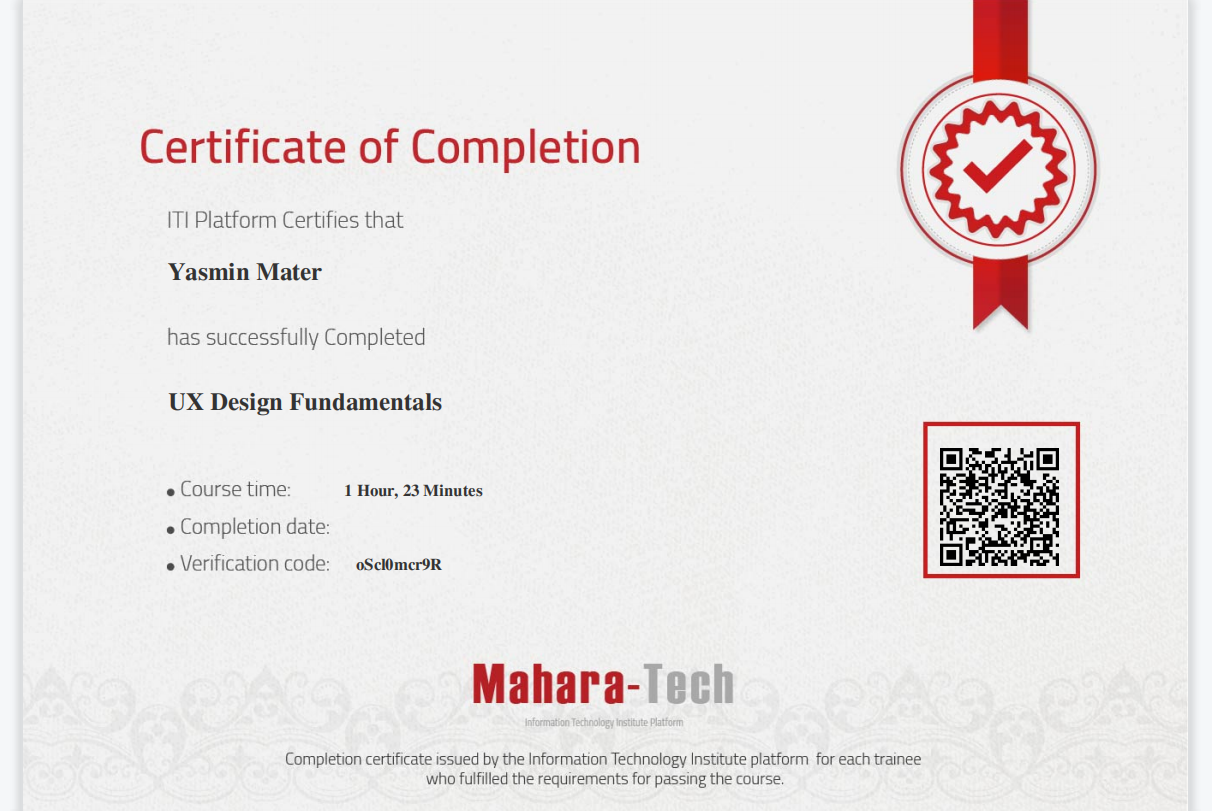 Certificate of Completion
ITI Platform Certifies that
Yasmin Mater
has successfully Completed
UX Design Fundamentals
• Course time: 1 Hour, 23 Minutes
• Completion date:
• Verification code: oScl0mcr9R
Mahara-Tech
Information Technology Institute Platform
Completion certificate issued by the Information Technology Institute platform for each trainee
who fulfilled the requirements for passing the course.